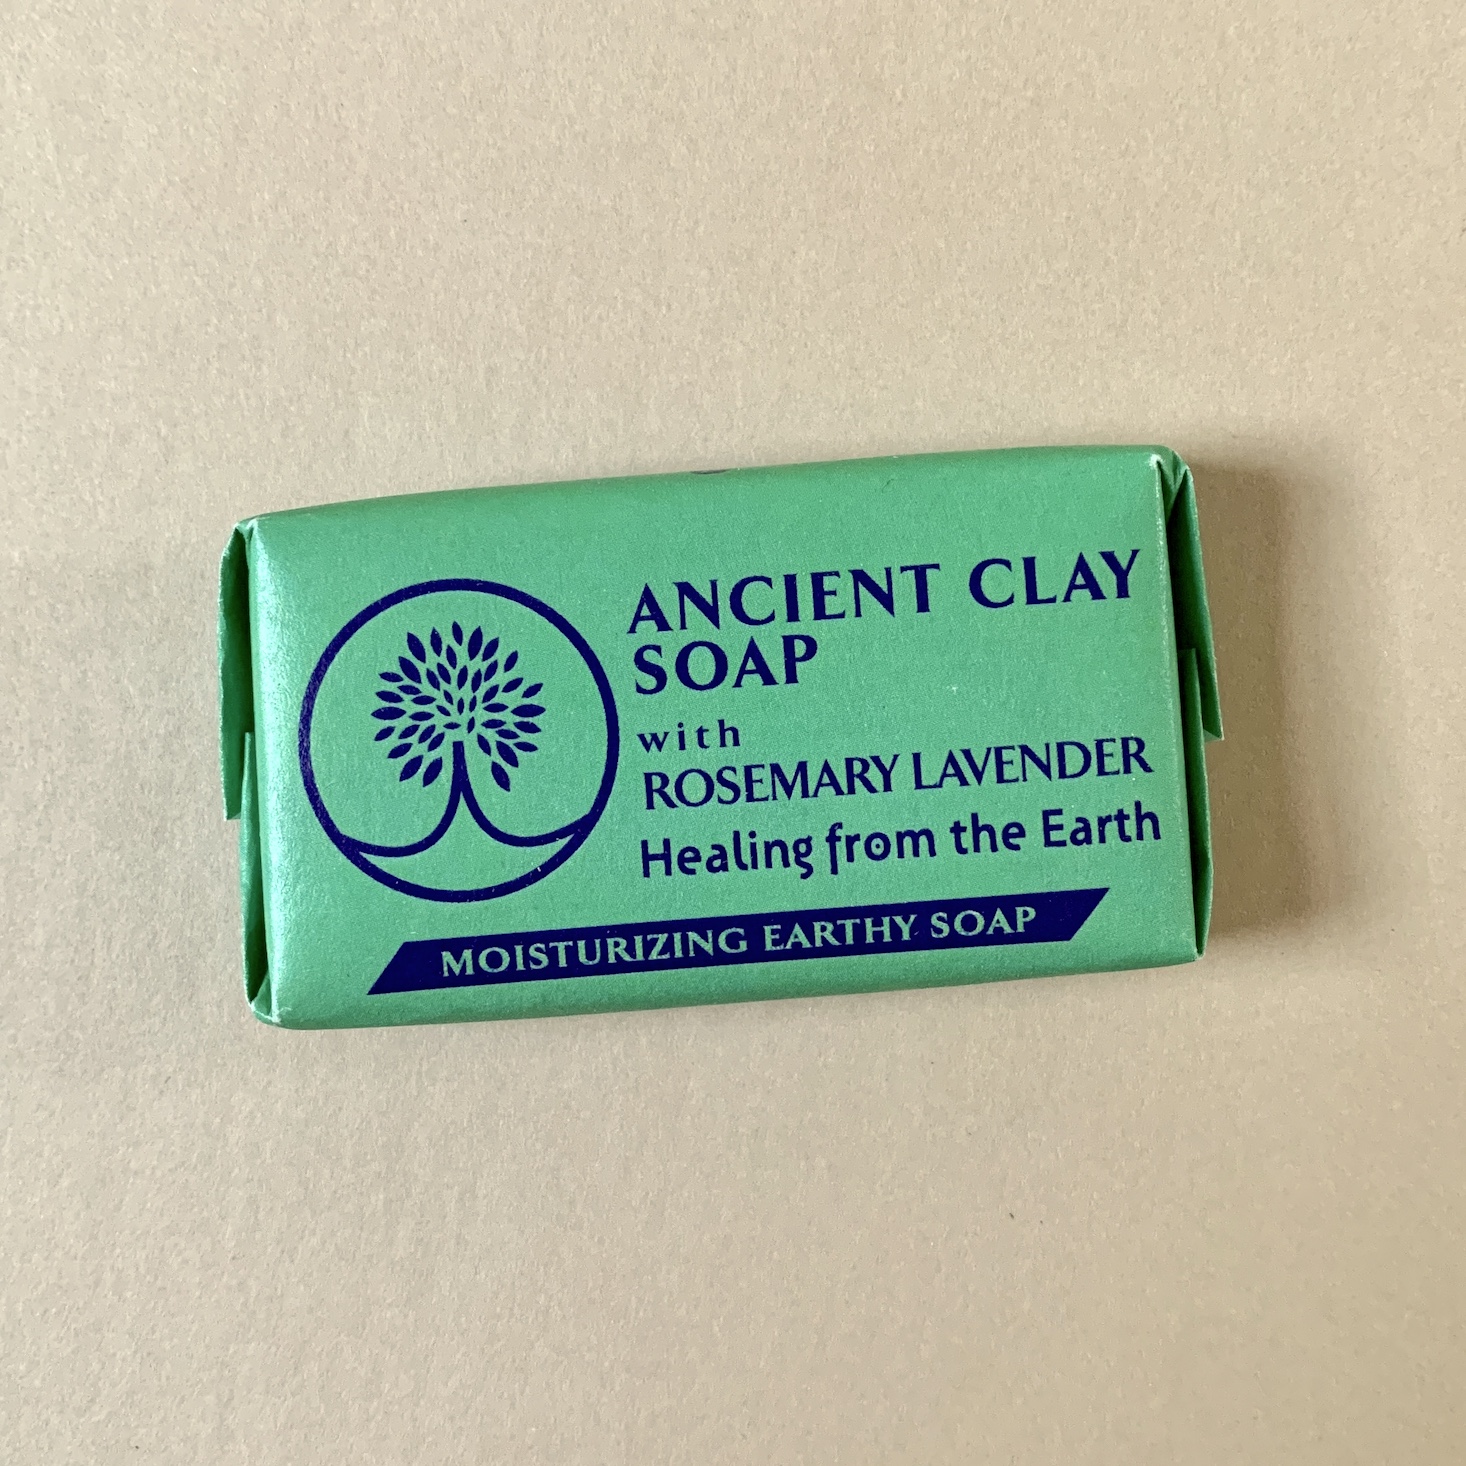 ANCIENT CLAY
SOAP
with
ROSEMARY LAVENDER
Healing from the Earth
MOISTURIZING EARTHY SOAP